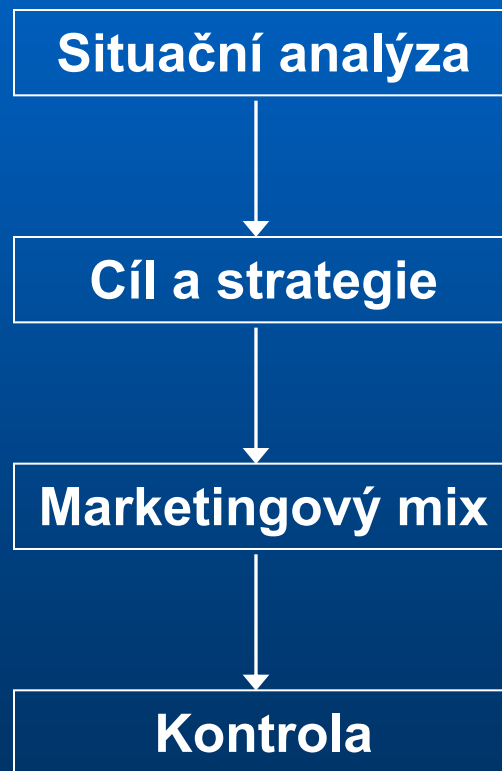 Situační analýza
Cíl a strategie
Marketingový mix
Kontrola